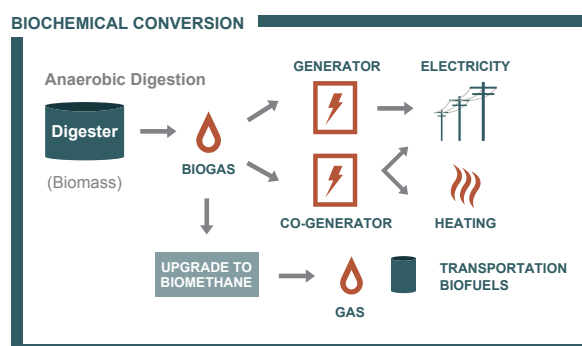 BIOCHEMICAL CONVERSION
Anaerobic Digestion
GENERATOR
ELECTRICITY
Digester
(Biomass)
BIOGAS
CO-GENERATOR
HEATING
UPGRADE TO
BIOMETHANE
GAS
TRANSPORTATION
BIOFUELS